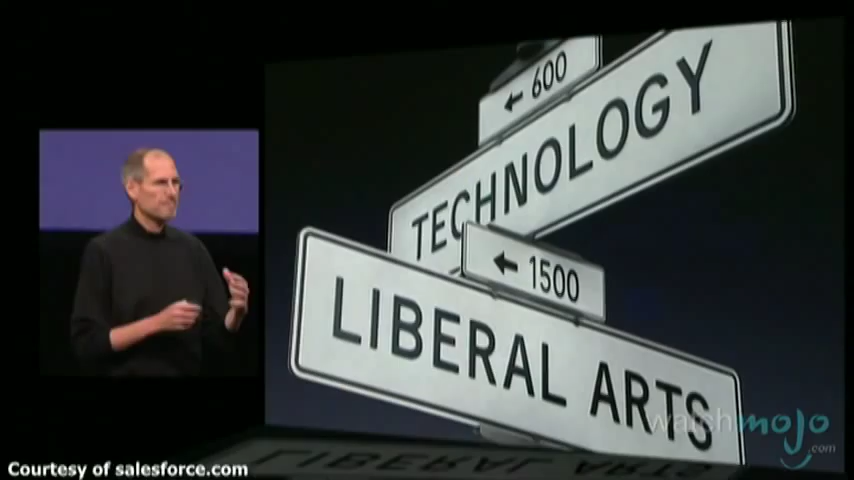 ← 600
TECHNOLOGY
← 1500
LIBERAL ARTS
watchmojo
.com
Courtesy of salesforce.com